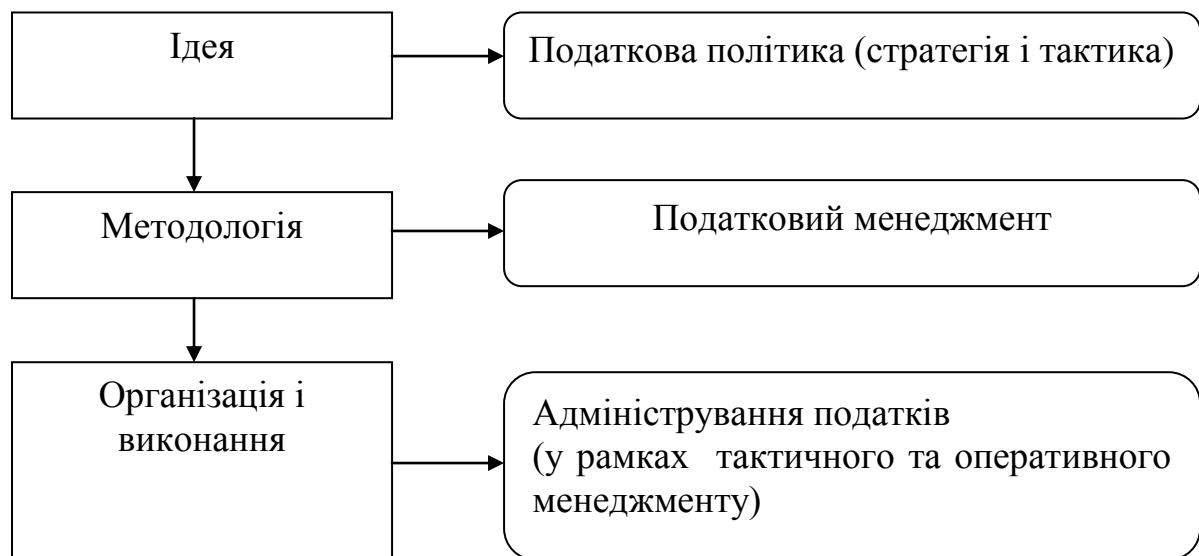 Ідея
Податкова політика (стратегія і тактика)
Методологія
Податковий менеджмент
Організація і
виконання
Адміністрування податків
(у рамках тактичного та оперативного
менеджменту)